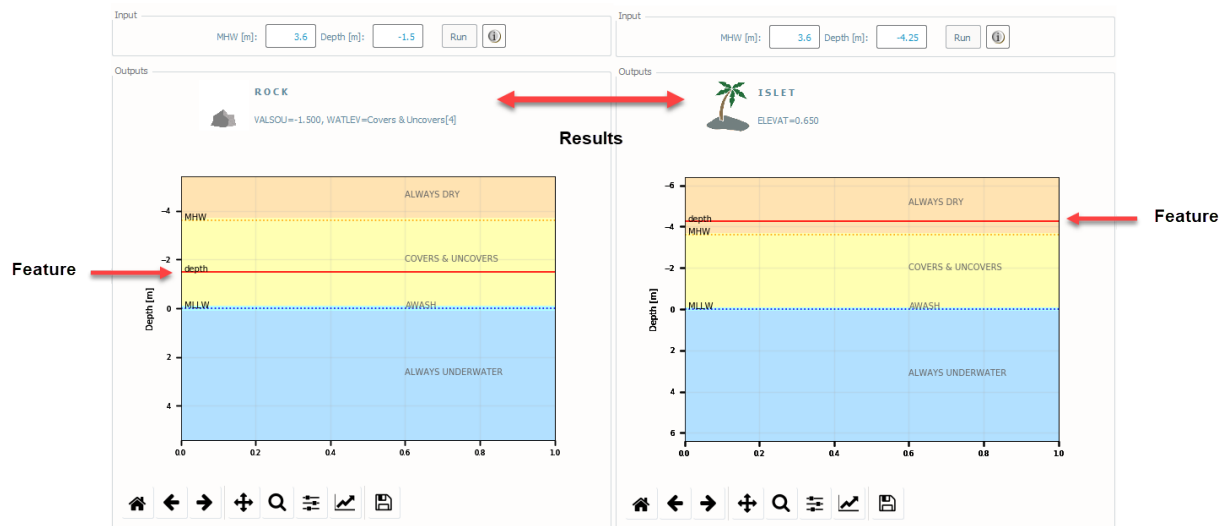 Input
MHW [m]: 3.6 Depth [m]: -1.5 Run
Outputs
ROCK
VALSOU=-1.500, WATLEV=Covers & Uncovers[4]
ALWAYS DRY
MHW
COVERS & UNCOVERS
depth
MLLW
AWASH
ALWAYS UNDERWATER
Depth [m]
−4
−2
0
2
4
0.0 0.2 0.4 0.6 0.8 1.0
Feature
Results
Input
MHW [m]: 3.6 Depth [m]: -4.25 Run
Outputs
ISLET
ELEVAT=0.650
ALWAYS DRY
depth
MHW
COVERS & UNCOVERS
MLLW
AWASH
ALWAYS UNDERWATER
Depth [m]
−6
−4
−2
0
2
4
6
0.0 0.2 0.4 0.6 0.8 1.0
Feature